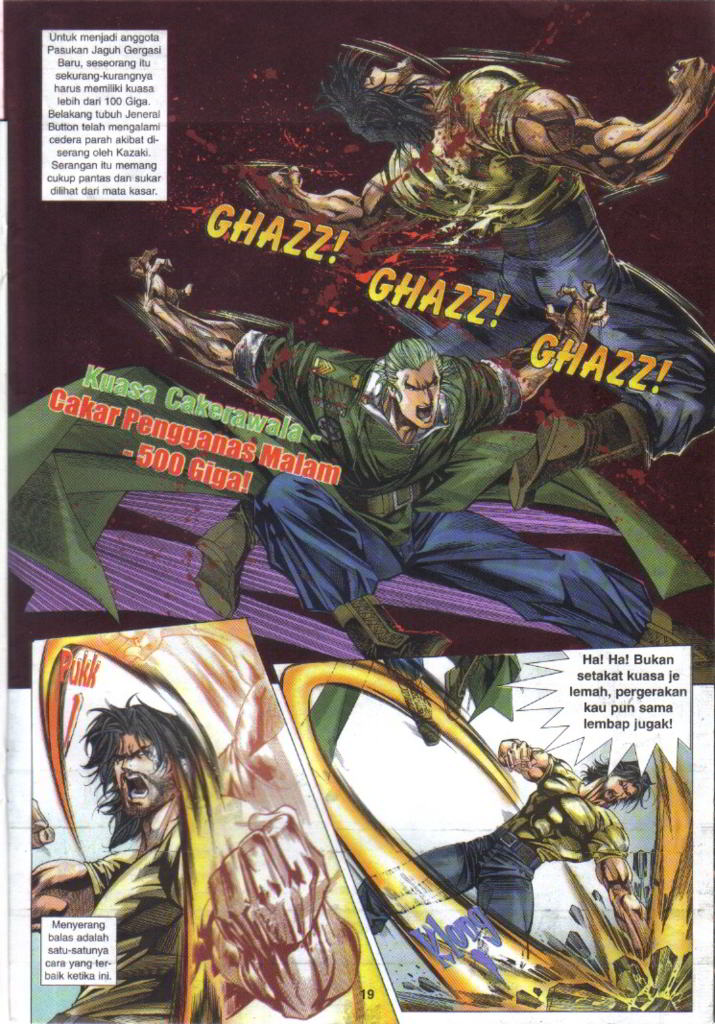 Untuk menjadi anggota
Pasukan Jaguh Gergasi
Baru, seseorang itu
sekurang-kurangnya
harus memiliki kuasa
lebih dari 100 Giga.
Belakang tubuh Jeneral
Button telah mengalami
cedera parah akibat di-
serang oleh Kazaki.
Serangan itu memang
cukup pantas dan sukar
dilihat dari mata kasar.
GHAZZ!
GHAZZ!
GHAZZ!
Kuasa Cakerawala -
Cakar Pengganas Malam
- 500 Giga!
PUKK!
Menyerang
balas adalah
satu-satunya
cara yang ter-
baik ketika ini.
Ha! Ha! Bukan
setakat kuasa je
lemah, pergerakan
kau pun sama
lembap jugak!
19